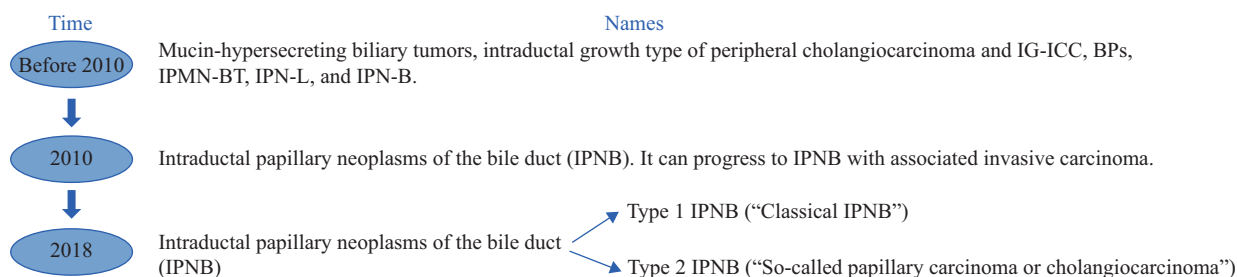 Time
Names
Before 2010
Mucin-hypersecreting biliary tumors, intraductal growth type of peripheral cholangiocarcinoma and IG-ICC, BPs,
IPMN-BT, IPN-L, and IPN-B.
2010
Intraductal papillary neoplasms of the bile duct (IPNB). It can progress to IPNB with associated invasive carcinoma.
2018
Intraductal papillary neoplasms of the bile duct
(IPNB)
Type 1 IPNB (“Classical IPNB”)
Type 2 IPNB (“So-called papillary carcinoma or cholangiocarcinoma”)